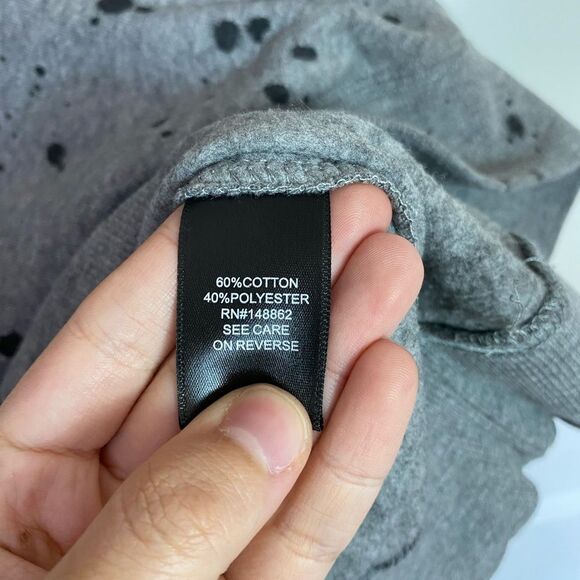 60%COTTON
40%POLYESTER
RN#148862
SEE CARE
ON REVERSE